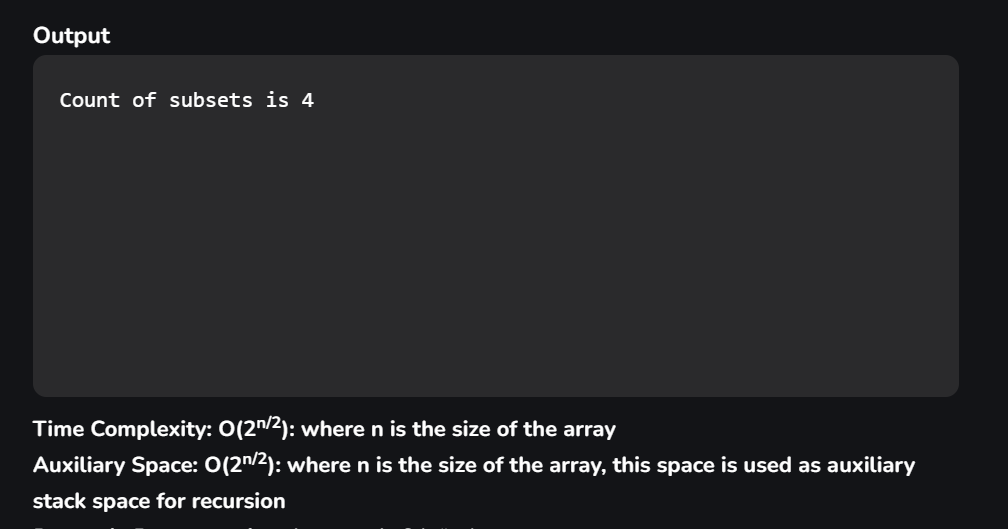 Output
Count of subsets is 4
Time Complexity: O(2^n/2): where n is the size of the array
Auxiliary Space: O(2^n/2): where n is the size of the array, this space is used as auxiliary
stack space for recursion